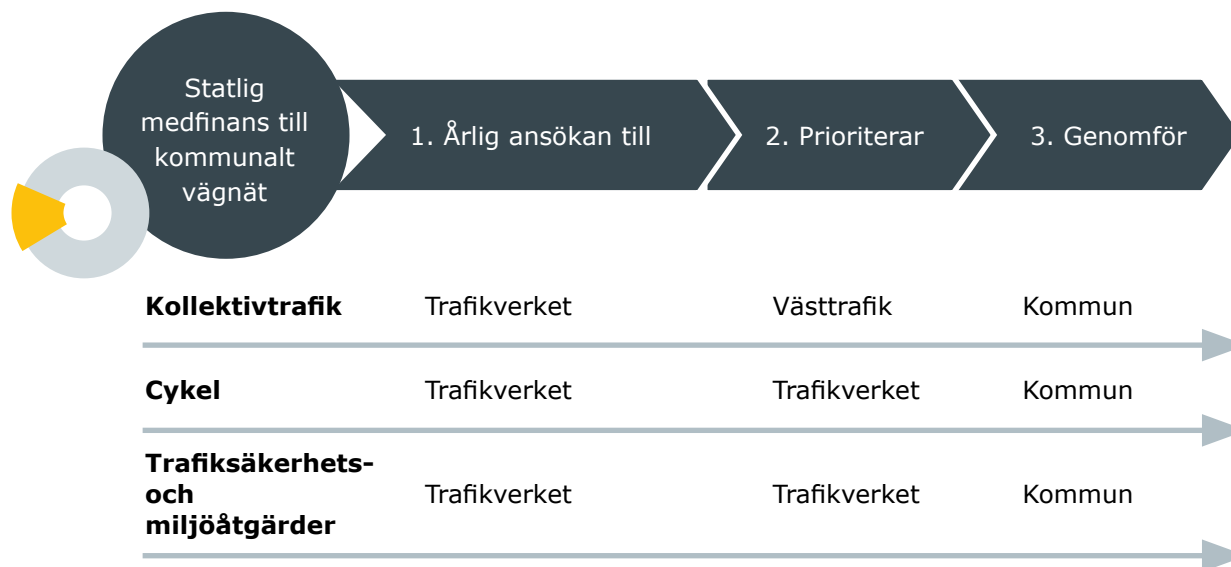 Statlig
medfinans till
kommunalt
vägnät
1. Årlig ansökan till
2. Prioriterar
3. Genomför
Kollektivtrafik Trafikverket Västtrafik Kommun
Cykel Trafikverket Trafikverket Kommun
Trafiksäkerhets-
och
miljöåtgärder
Trafikverket Trafikverket Kommun